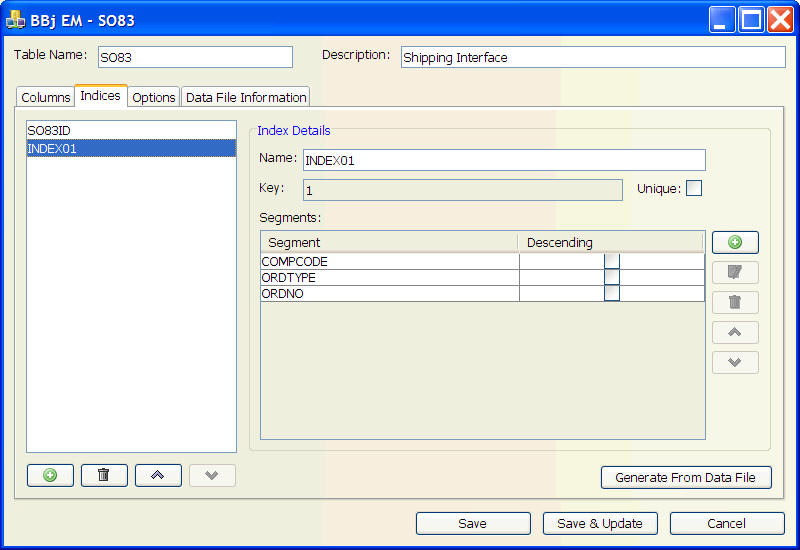 BBj EM - SO83
Table Name: SO83 Description: Shipping Interface
Columns Indices Options Data File Information
SO83ID
INDEX01
Index Details
Name: INDEX01
Key: 1 Unique:
Segments:
Segment Descending
COMPCODE
ORDTYPE
ORDNO
Generate From Data File
Save Save & Update Cancel